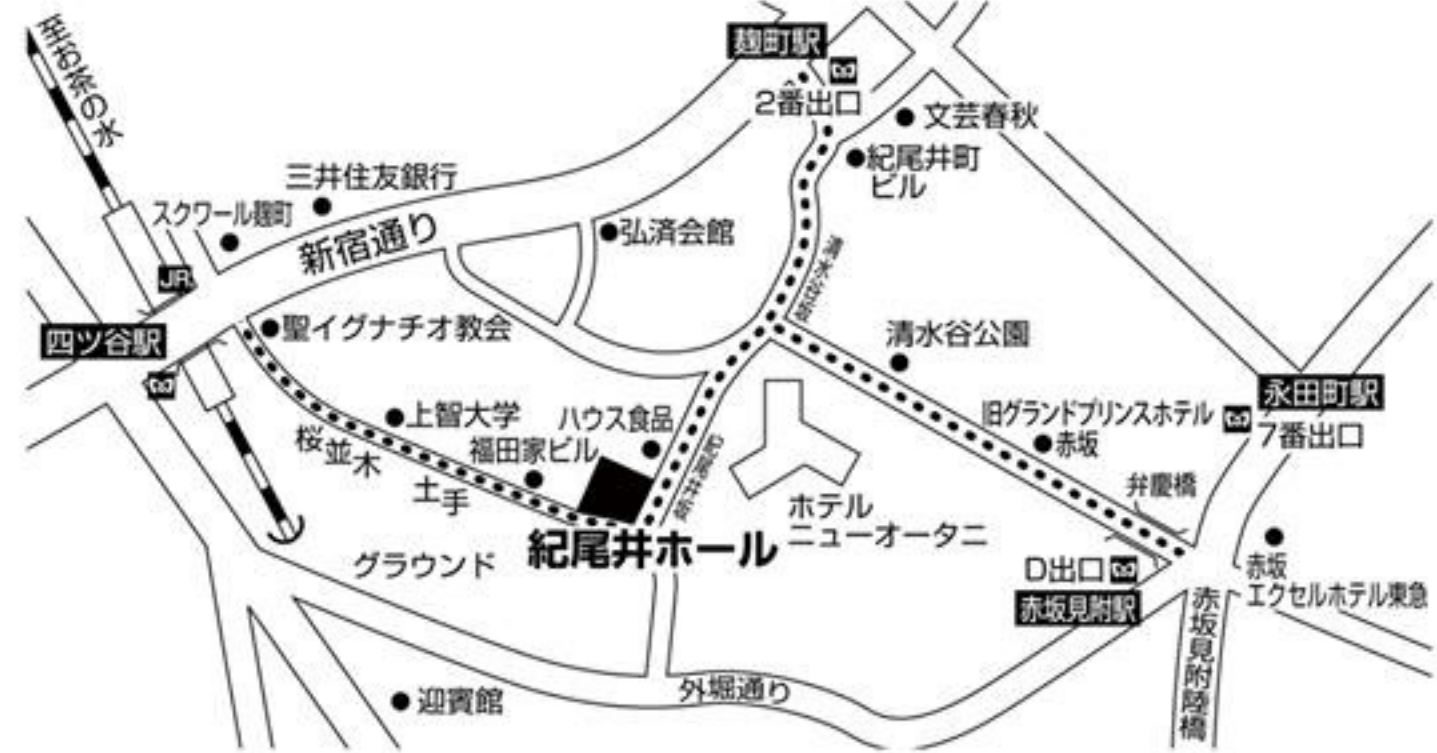 至お茶の水
麹町駅
2番出口
文芸春秋
紀尾井町
ビル
三井住友銀行
スクワール麹町
新宿通り
弘済会館
清水谷坂
JR
四ツ谷駅
聖イグナチオ教会
清水谷公園
永田町駅
7番出口
上智大学
ハウス食品
旧グランドプリンスホテル
赤坂
桜並木
福田家ビル
土手
紀尾井坂
弁慶橋
ホテル
ニューオータニ
紀尾井ホール
グラウンド
D出口
赤坂見附駅
赤坂
エクセルホテル東急
赤坂見附陸橋
外堀通り
迎賓館